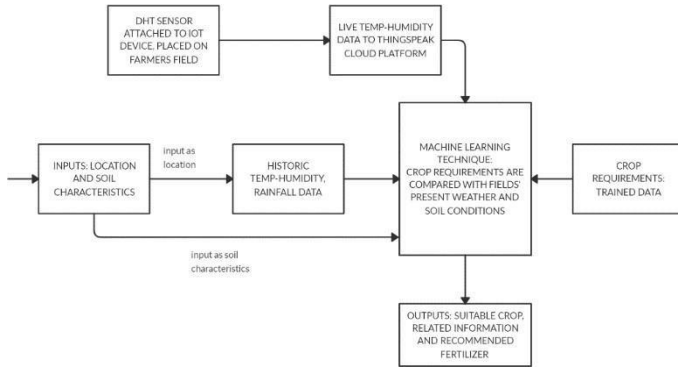 DHT SENSOR
ATTACHED TO IOT
DEVICE, PLACED ON
FARMERS FIELD
LIVE TEMP-HUMIDITY
DATA TO THINGSPEAK
CLOUD PLATFORM
INPUTS: LOCATION
AND SOIL
CHARACTERISTICS
input as
location
HISTORIC
TEMP-HUMIDITY,
RAINFALL DATA
MACHINE LEARNING
TECHNIQUE:
CROP REQUIREMENTS ARE
COMPARED WITH FIELDS'
PRESENT WEATHER AND
SOIL CONDITIONS
CROP
REQUIREMENTS:
TRAINED DATA
input as soil
characteristics
OUTPUTS: SUITABLE CROP,
RELATED INFORMATION
AND RECOMMENDED
FERTILIZER